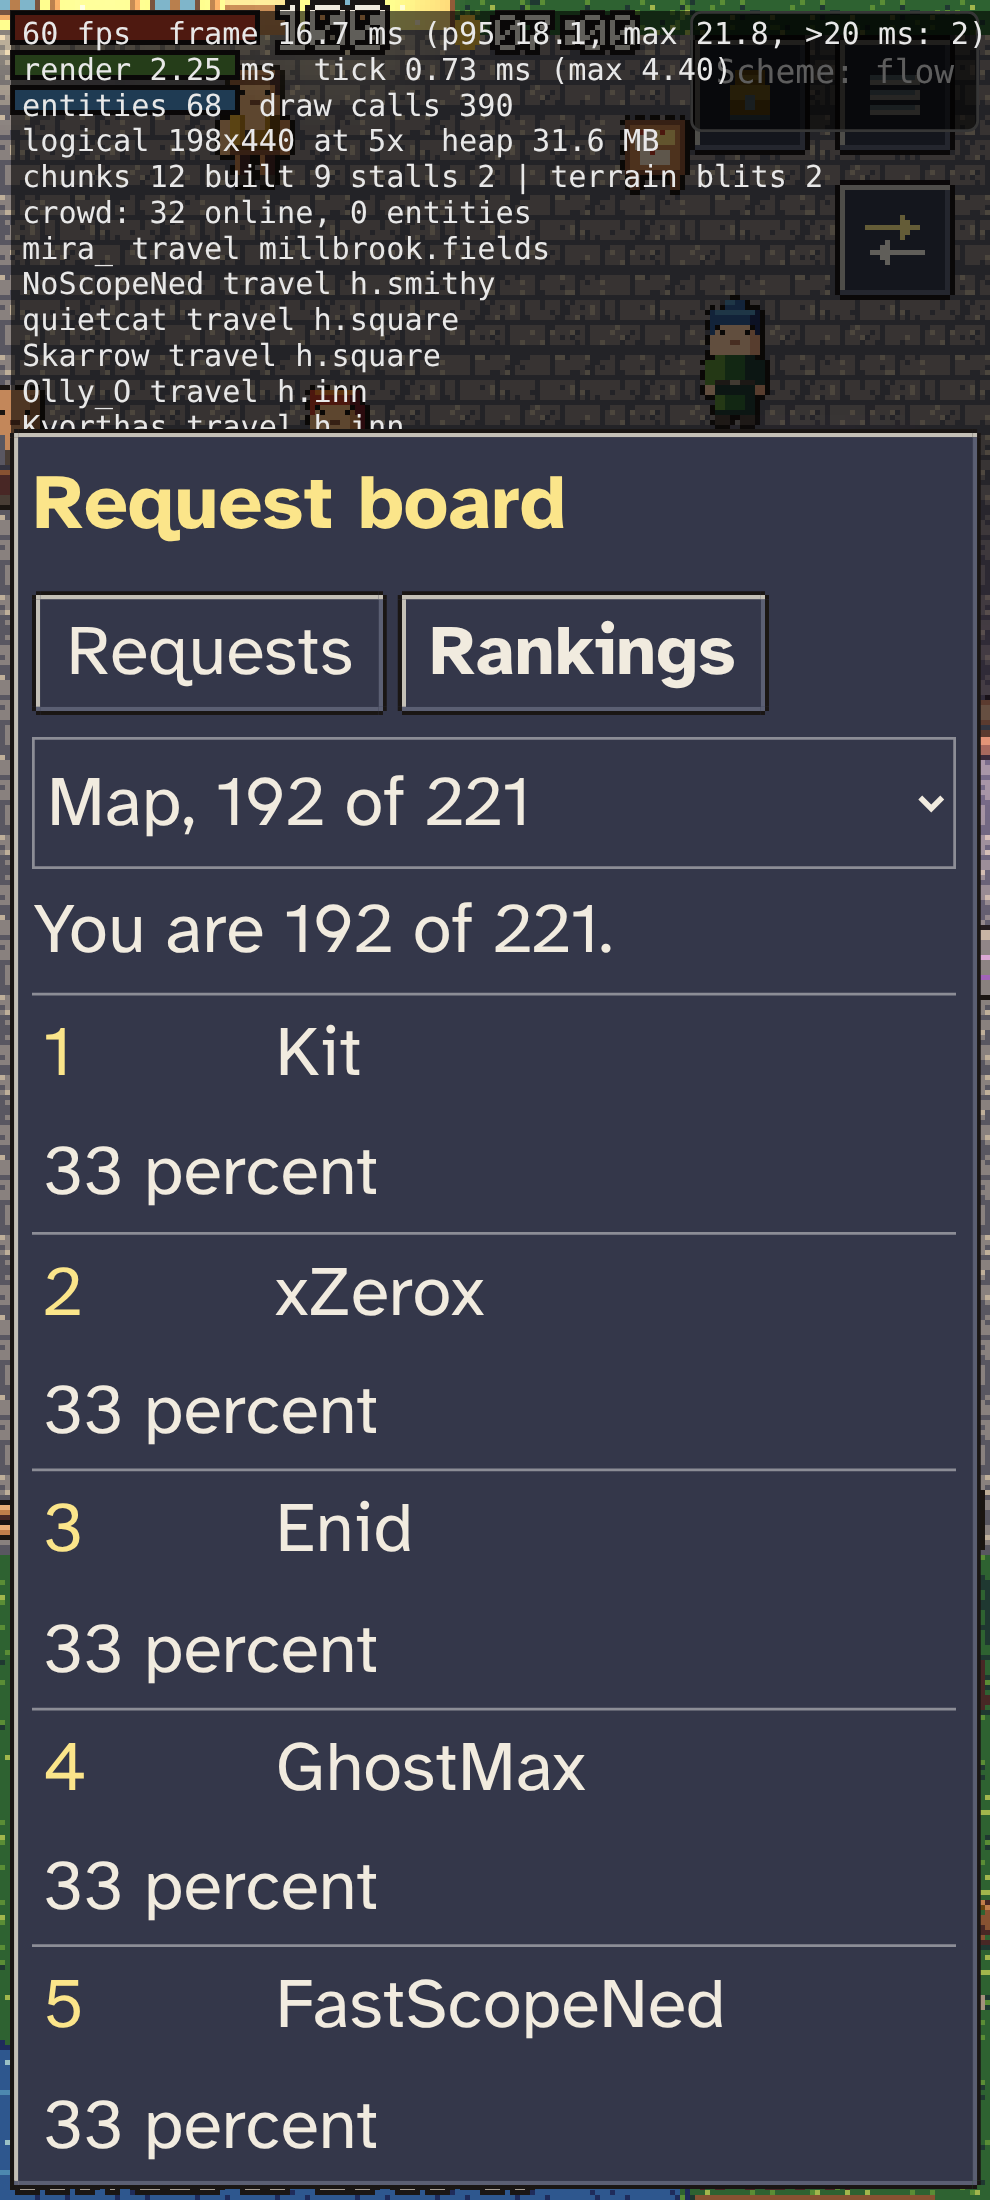 60 fps  frame 16.7 ms (p95 18.1, max 21.8, >20 ms: 2)
render 2.25 ms  tick 0.73 ms (max 4.40)
Scheme: flow
entities 68  draw calls 390
logical 198x440 at 5x  heap 31.6 MB
chunks 12 built 9 stalls 2 | terrain blits 2
crowd: 32 online, 0 entities
mira_ travel millbrook.fields
NoScopeNed travel h.smithy
quietcat travel h.square
Skarrow travel h.square
Olly_O travel h.inn
Kyorthas travel h.inn
Request board
Requests
Rankings
Map, 192 of 221
You are 192 of 221.
1 Kit
33 percent
2 xZerox
33 percent
3 Enid
33 percent
4 GhostMax
33 percent
5 FastScopeNed
33 percent